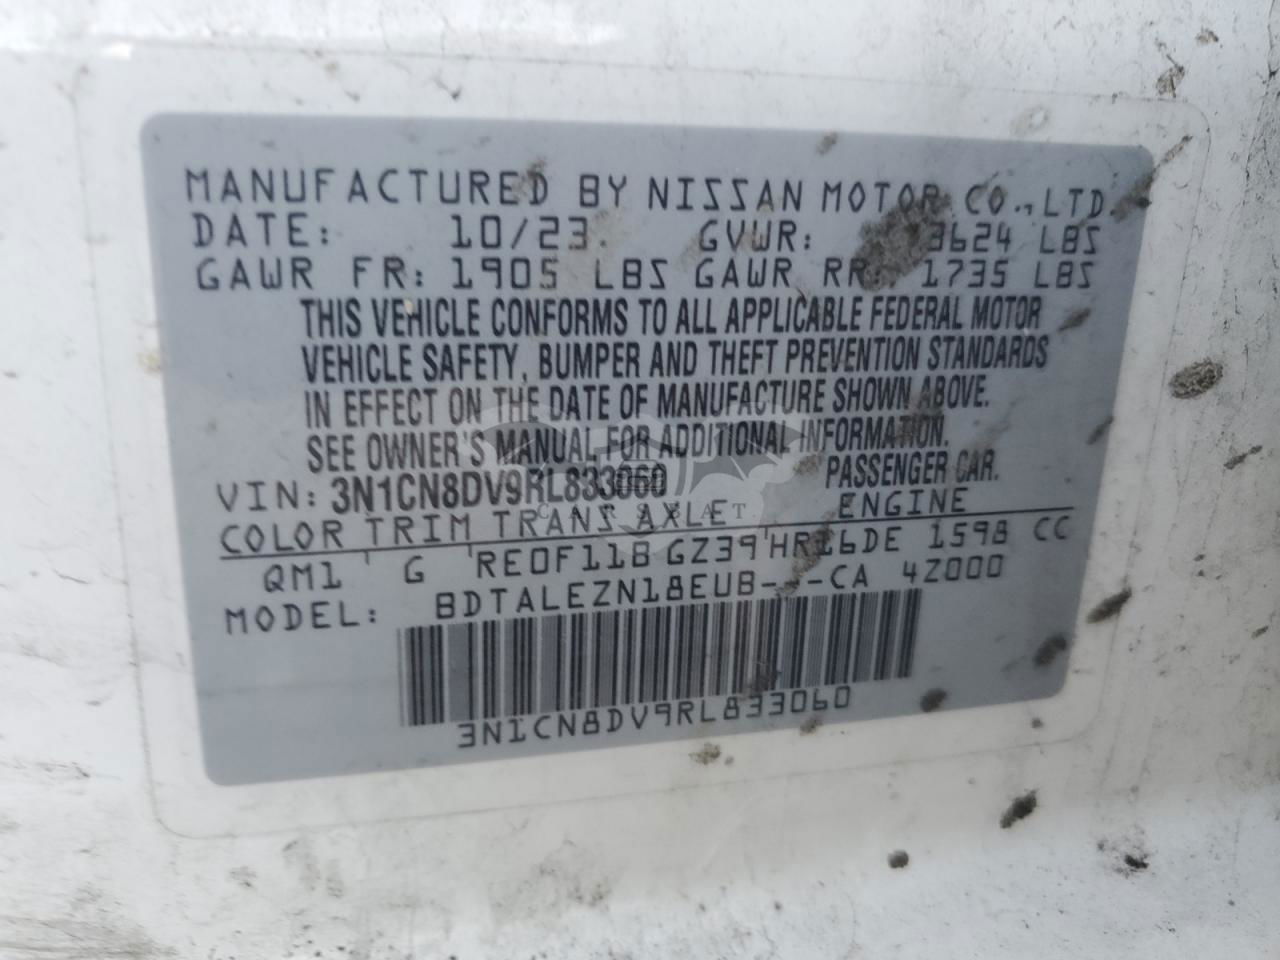 MANUFACTURED BY NISSAN MOTOR CO., LTD.
DATE: 10/23 GVWR: 3624 LBS
GAWR FR: 1905 LBS GAWR RR: 1735 LBS
THIS VEHICLE CONFORMS TO ALL APPLICABLE FEDERAL MOTOR
VEHICLE SAFETY, BUMPER AND THEFT PREVENTION STANDARDS
IN EFFECT ON THE DATE OF MANUFACTURE SHOWN ABOVE.
SEE OWNER'S MANUAL FOR ADDITIONAL INFORMATION.
VIN: 3N1CN8DV9RL833060 PASSENGER CAR.
CARSBAT
COLOR TRIM TRANS AXLE ENGINE
QM1 G RE0F11B GZ39 HR16DE 1598 CC
MODEL: BDTALEZN18EUB---CA 4Z000
3N1CN8DV9RL833060